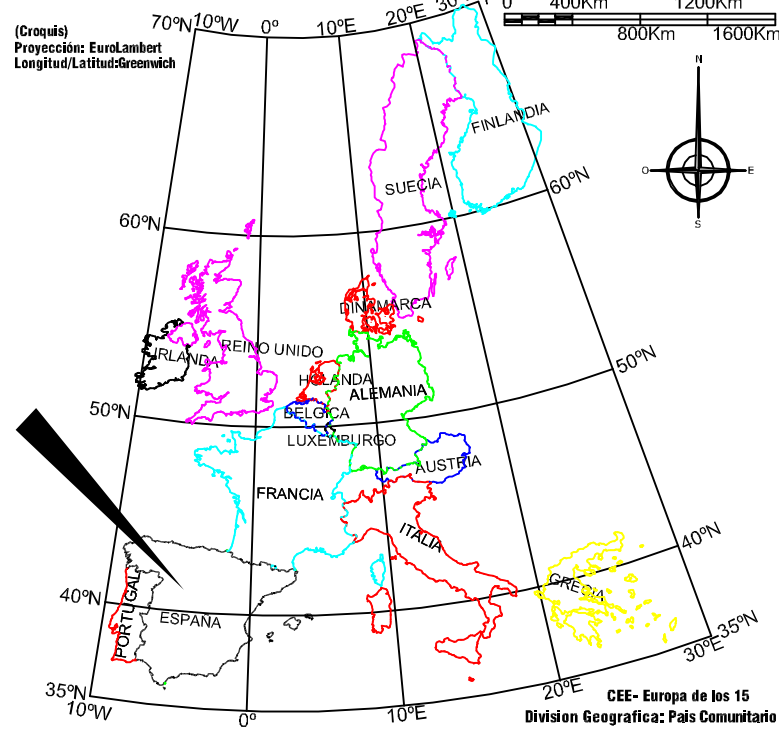 0 400Km 1200Km
800Km 1600Km
(Croquis)
Proyección: EuroLambert
Longitud/Latitud:Greenwich
70ºN 10ºW 0º 10ºE 20ºE
N
O E
S
FINLANDIA
SUECIA
60ºN
60ºN
DINAMARCA
IRLANDA
REINO UNIDO
HOLANDA
ALEMANIA
50ºN
BELGICA
50ºN
LUXEMBURGO
AUSTRIA
FRANCIA
ITALIA
40ºN
GRECIA
40ºN
PORTUGAL
ESPAÑA
35ºN
30ºE
35ºN
10ºW
0º
10ºE
20ºE
CEE- Europa de los 15
Division Geografica: Pais Comunitario